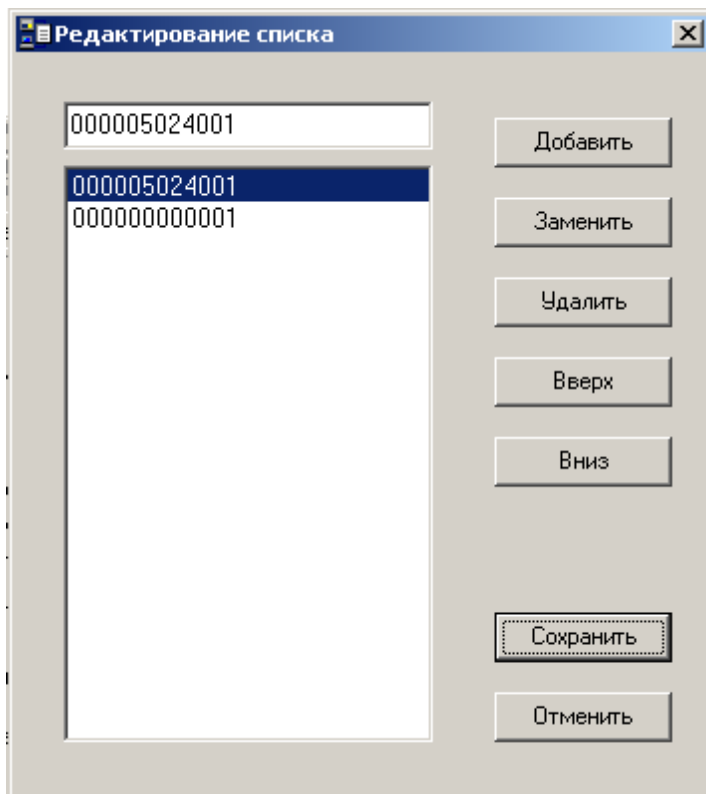 Редактирование списка
000005024001
000005024001
000000000001
Добавить
Заменить
Удалить
Вверх
Вниз
Сохранить
Отменить